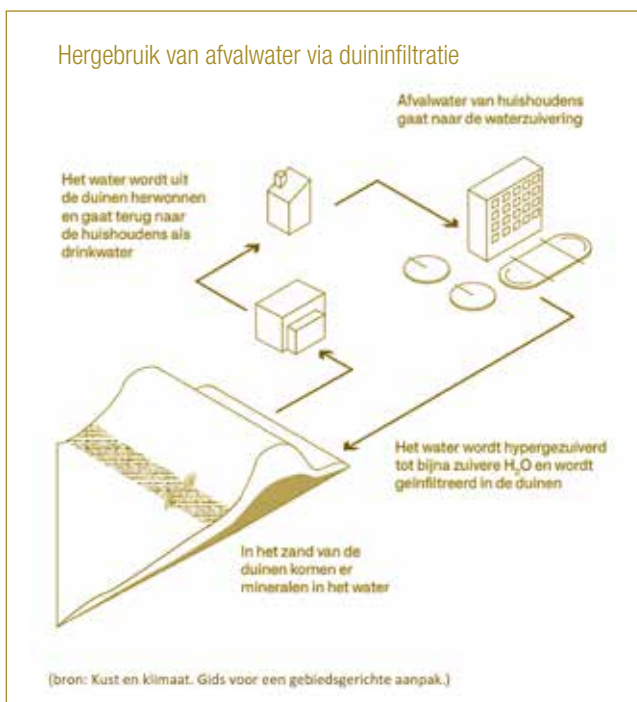 Hergebruik van afvalwater via duininfiltratie
Afvalwater van huishoudens
gaat naar de waterzuivering
Het water wordt uit
de duinen herwonnen
en gaat terug naar
de huishoudens als
drinkwater
Het water wordt hypergezuiverd
tot bijna zuivere H₂O en wordt
geïnfiltreerd in de duinen
In het zand van de
duinen komen er
mineralen in het water
(bron: Kust en klimaat. Gids voor een gebiedsgerichte aanpak.)